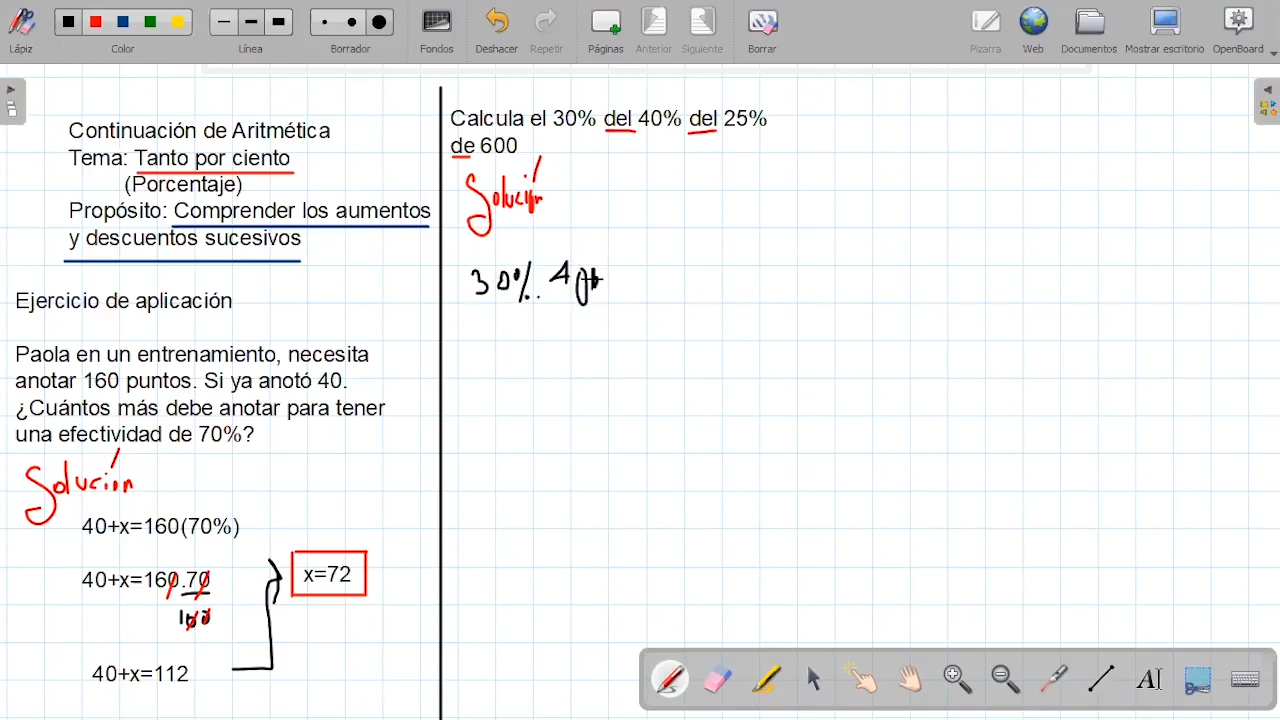 Lápiz
Color
Línea
Borrador
Fondos
Deshacer
Repetir
Páginas
Anterior
Siguiente
Borrar
Pizarra
Web
Documentos
Mostrar escritorio
OpenBoard
Continuación de Aritmética
Tema: Tanto por ciento
(Porcentaje)
Propósito: Comprender los aumentos
y descuentos sucesivos
Ejercicio de aplicación
Paola en un entrenamiento, necesita
anotar 160 puntos. Si ya anotó 40.
¿Cuántos más debe anotar para tener
una efectividad de 70%?
Solución
40+x=160(70%)
40+x=160.70
100
40+x=112
x=72
Calcula el 30% del 40% del 25%
de 600
Solución
30%. 40